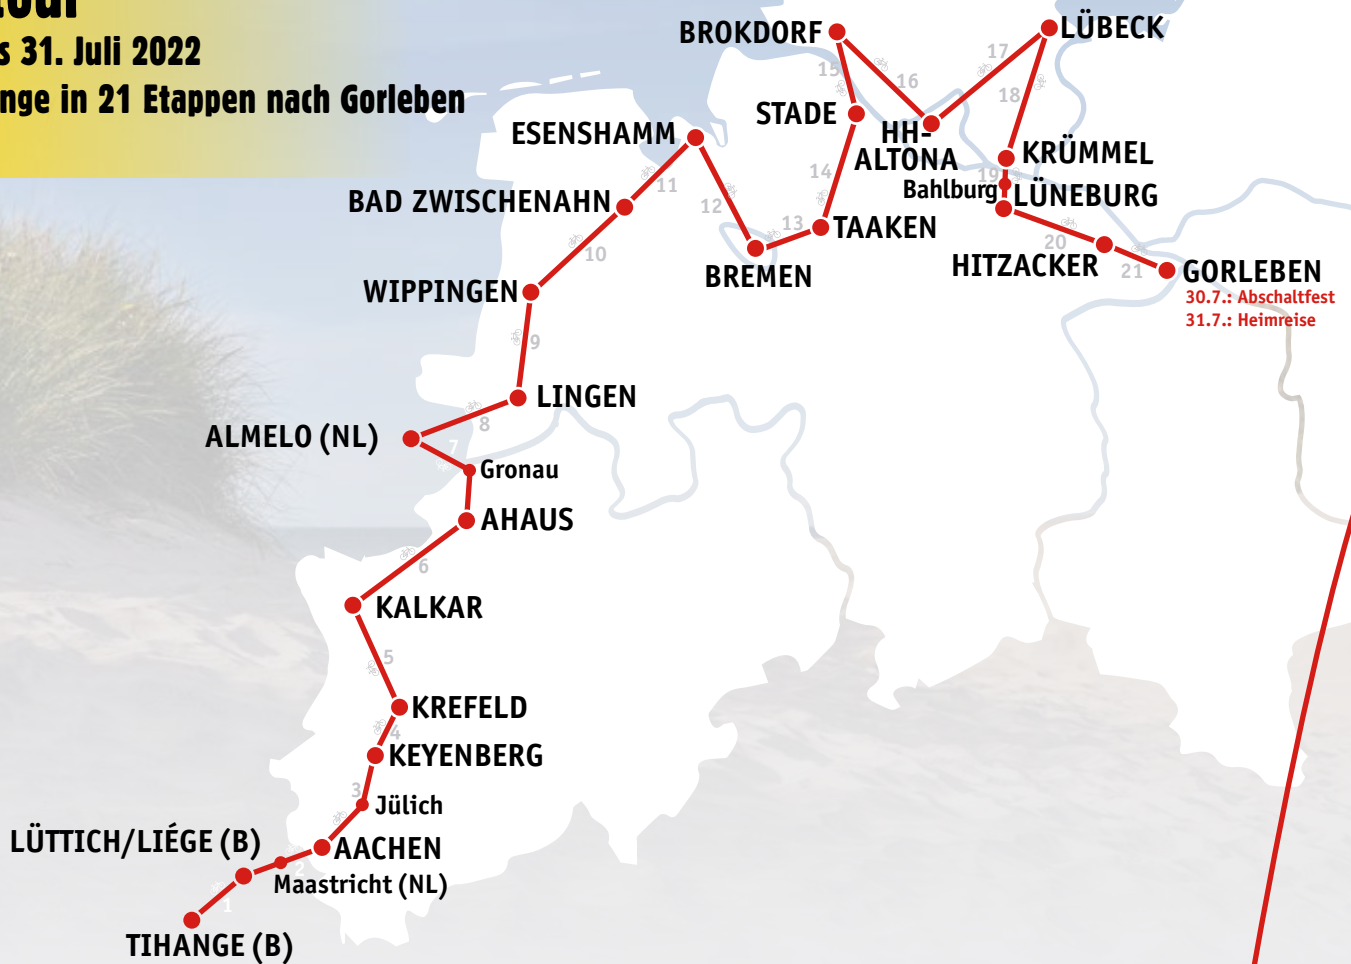 s 31. Juli 2022
nge in 21 Etappen nach Gorleben
BROKDORF
LÜBECK
17
15
16
18
STADE
HH-
ALTONA
ESENSHAMM
KRÜMMEL
19
Bahlburg
LÜNEBURG
14
11
BAD ZWISCHENAHN
12
13
TAAKEN
10
20
BREMEN
HITZACKER
21
GORLEBEN
30.7.: Abschaltfest
31.7.: Heimreise
WIPPINGEN
9
LINGEN
8
ALMELO (NL)
7
Gronau
AHAUS
6
KALKAR
5
KREFELD
4
KEYENBERG
3
Jülich
LÜTTICH/LIÉGE (B)
AACHEN
2
Maastricht (NL)
1
TIHANGE (B)